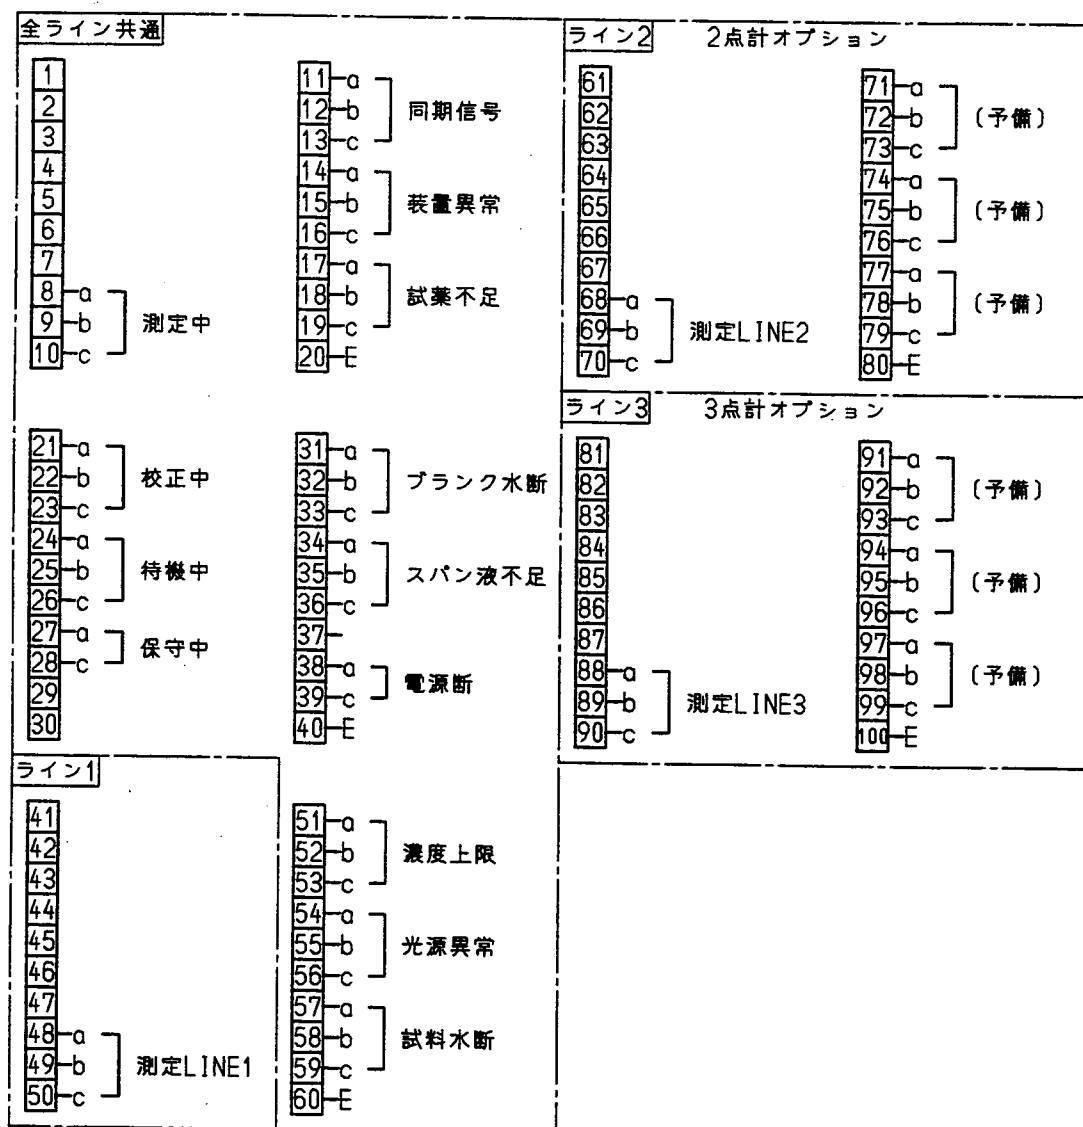 全ライン共通
1
2
3
4
5
6
7
8 a
9 b 測定中
10 c
11 a
12 b 同期信号
13 c
14 a
15 b 装置異常
16 c
17 a
18 b 試薬不足
19 c
20 E
21 a
22 b 校正中
23 c
24 a
25 b 待機中
26 c
27 a
保守中
28 c
29
30
31 a
32 b ブランク水断
33 c
34 a
35 b スパン液不足
36 c
37
38 a
電源断
39 c
40 E
ライン1
41
42
43
44
45
46
47
48 a
49 b 測定LINE1
50 c
51 a
52 b 濃度上限
53 c
54 a
55 b 光源異常
56 c
57 a
58 b 試料水断
59 c
60 E
ライン2 2点計オプション
61
62
63
64
65
66
67
68 a
69 b 測定LINE2
70 c
71 a
72 b (予備)
73 c
74 a
75 b (予備)
76 c
77 a
78 b (予備)
79 c
80 E
ライン3 3点計オプション
81
82
83
84
85
86
87
88 a
89 b 測定LINE3
90 c
91 a
92 b (予備)
93 c
94 a
95 b (予備)
96 c
97 a
98 b (予備)
99 c
100 E